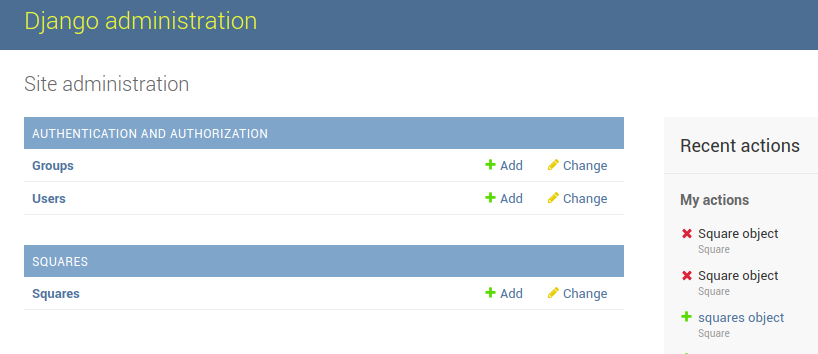 Django administration
Site administration
AUTHENTICATION AND AUTHORIZATION
Groups Add Change
Users Add Change
SQUARES
Squares Add Change
Recent actions
My actions
Square object
Square
Square object
Square
squares object
Square